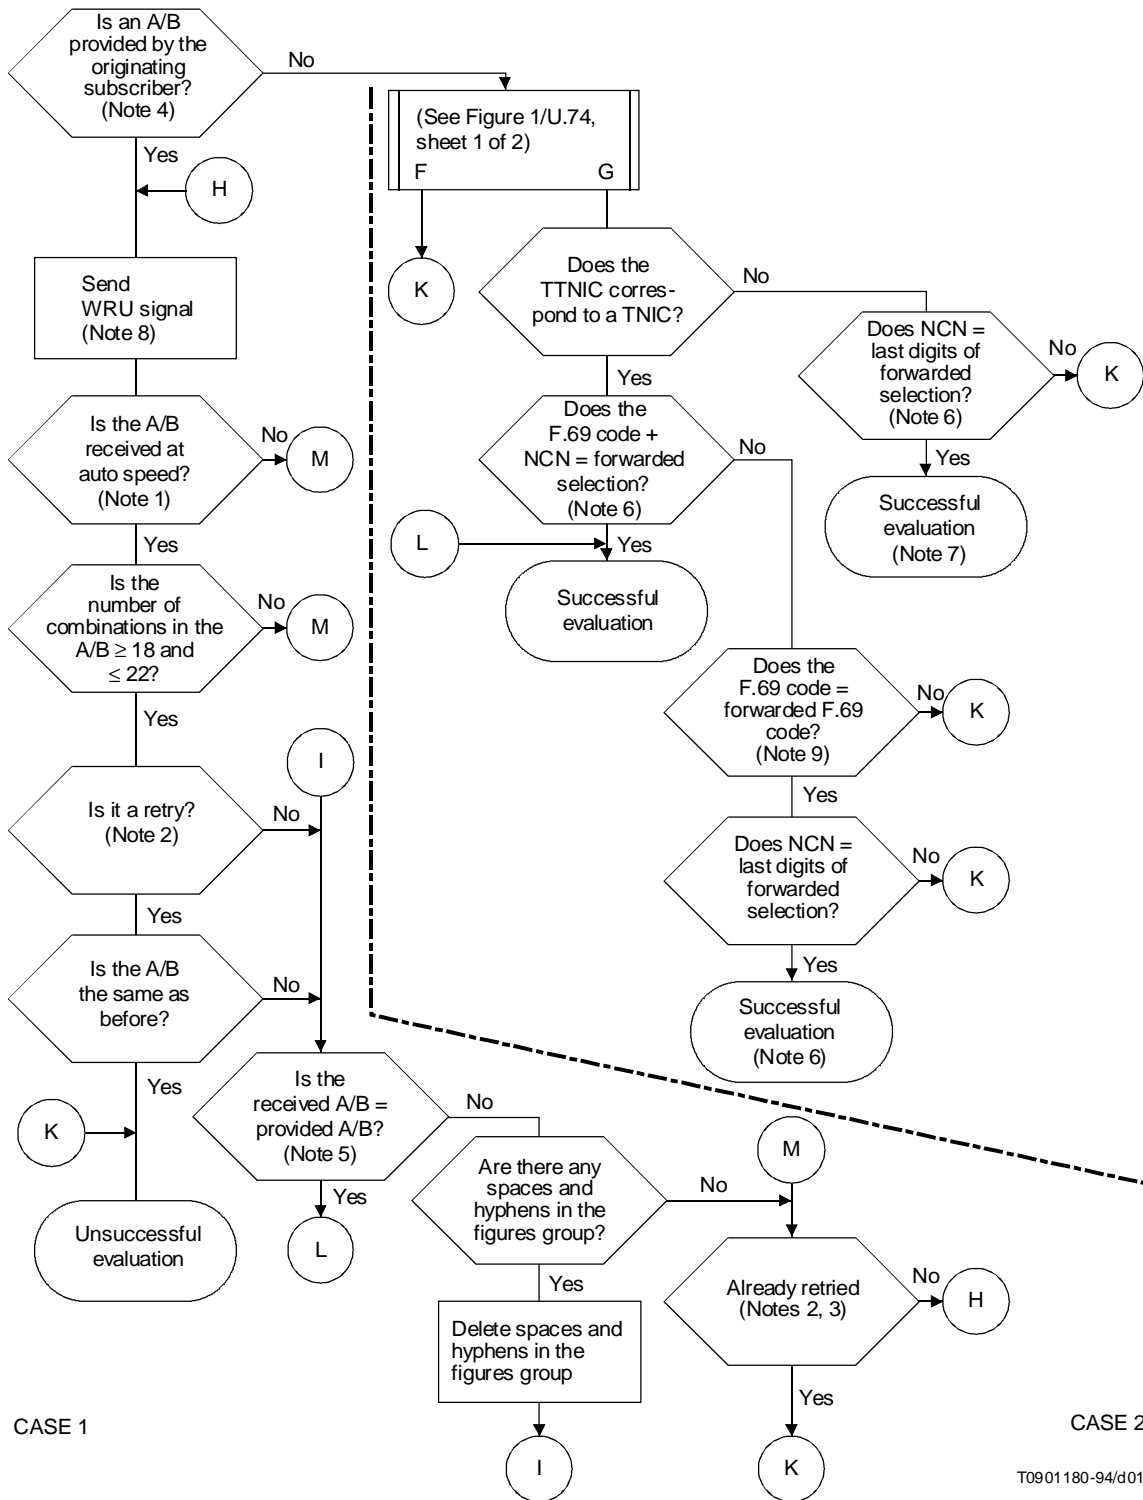 Is an A/B
provided by the
originating
subscriber?
(Note 4)
No
Yes
H
Send
WRU signal
(Note 8)
Is the A/B
received at
auto speed?
(Note 1)
No
M
Yes
Is the
number of
combinations in the
A/B ≥ 18 and
≤ 22?
No
M
Yes
I
Is it a retry?
(Note 2)
No
Yes
Is the A/B
the same as
before?
No
Yes
K
Unsuccessful
evaluation
Is the
received A/B =
provided A/B?
(Note 5)
No
Yes
L
Are there any
spaces and
hyphens in the
figures group?
No
Yes
Delete spaces and
hyphens in the
figures group
I
M
Already retried
(Notes 2, 3)
No
H
Yes
K
(See Figure 1/U.74,
sheet 1 of 2)
F
G
K
Does the
TTNIC corres-
pond to a TNIC?
No
Yes
Does NCN =
last digits of
forwarded
selection?
(Note 6)
No
K
Yes
Successful
evaluation
(Note 7)
Does the
F.69 code +
NCN = forwarded
selection?
(Note 6)
No
L
Yes
Successful
evaluation
Does the
F.69 code =
forwarded F.69
code?
(Note 9)
No
K
Yes
Does NCN =
last digits of
forwarded
selection?
No
K
Yes
Successful
evaluation
(Note 6)
CASE 1
CASE 2
T0901180-94/d01